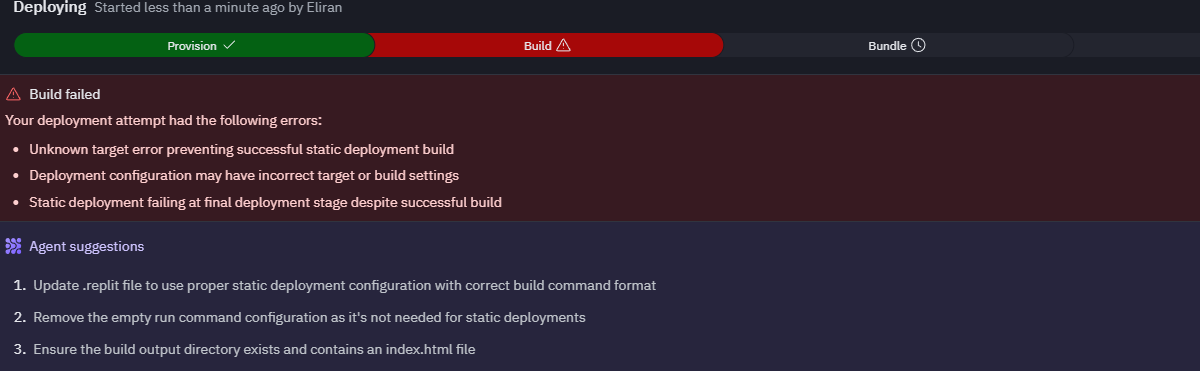 Deploying Started less than a minute ago by Eliran
Provision
Build
Bundle
Build failed
Your deployment attempt had the following errors:
• Unknown target error preventing successful static deployment build
• Deployment configuration may have incorrect target or build settings
• Static deployment failing at final deployment stage despite successful build
Agent suggestions
1. Update .replit file to use proper static deployment configuration with correct build command format
2. Remove the empty run command configuration as it's not needed for static deployments
3. Ensure the build output directory exists and contains an index.html file